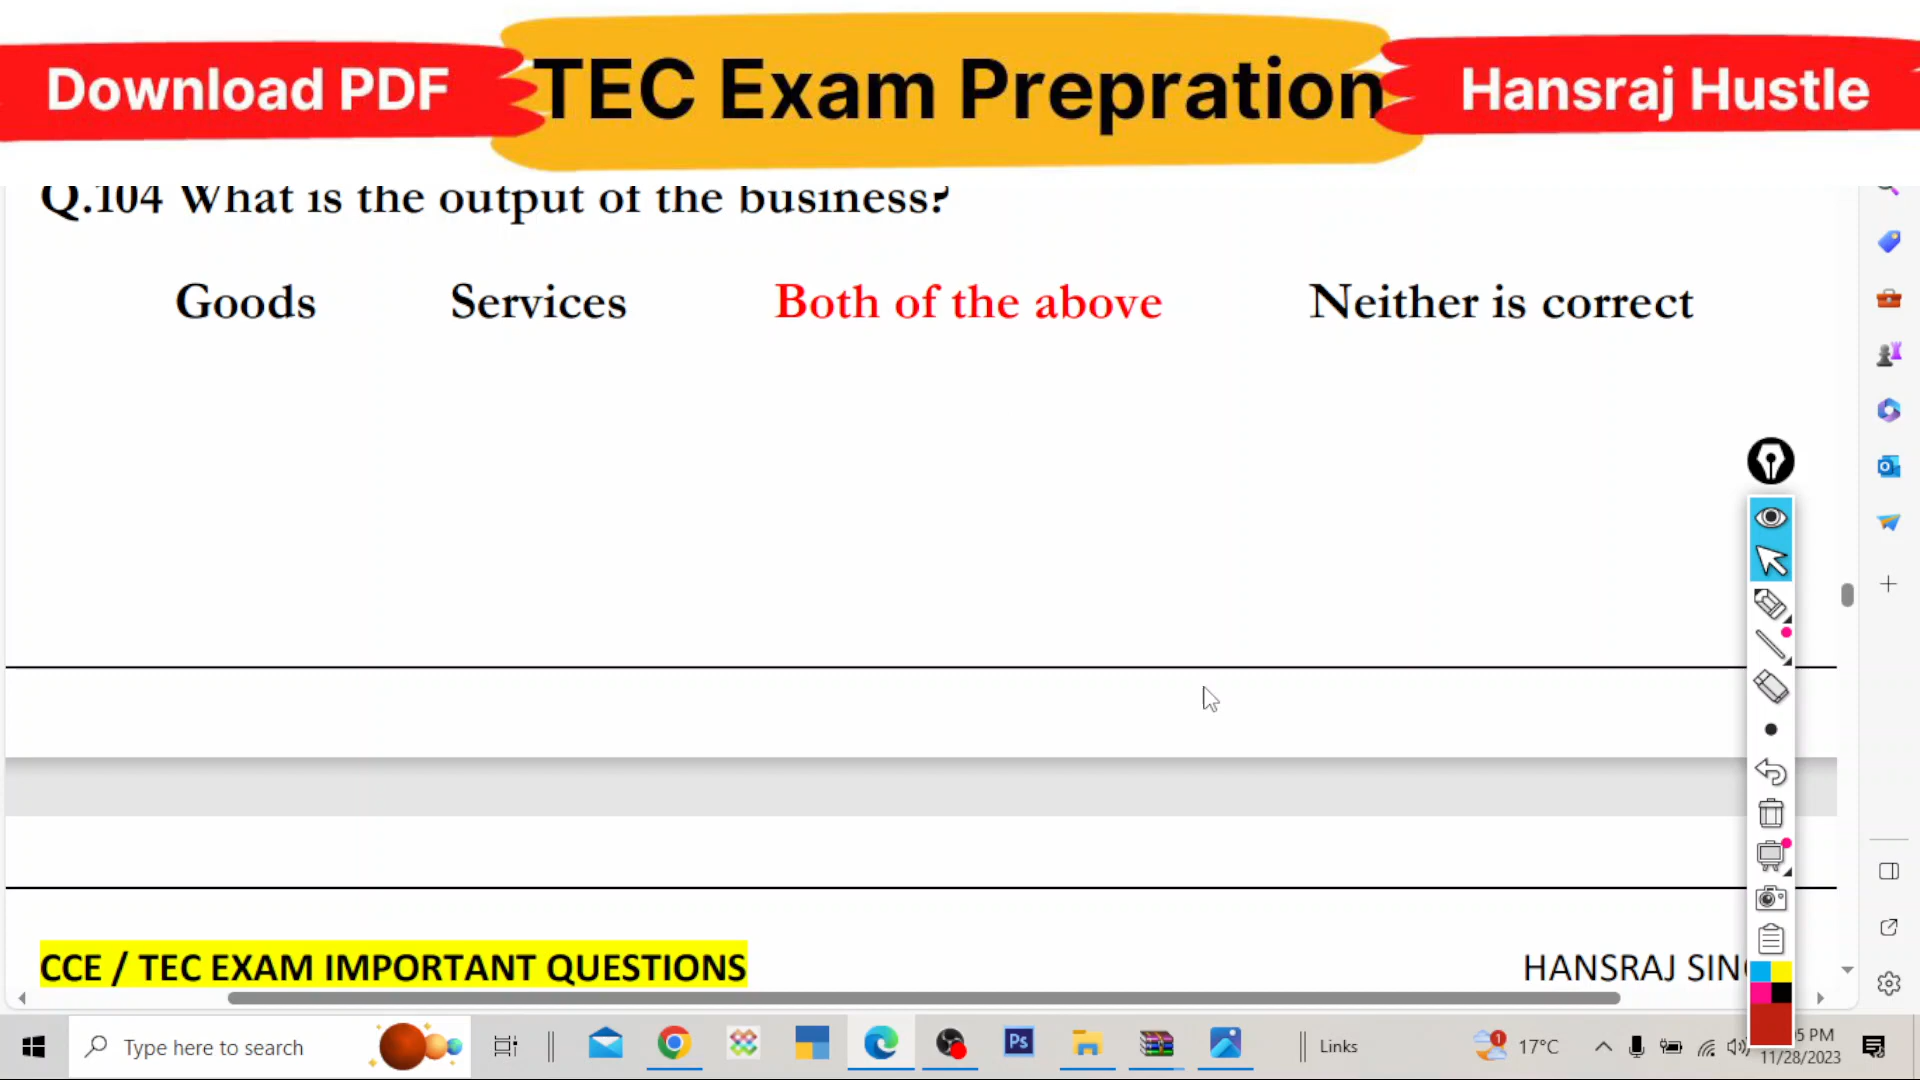 Download PDF
TEC Exam Prepration
Hansraj Hustle
Q.104 What is the output of the business?
Goods Services Both of the above Neither is correct
CCE / TEC EXAM IMPORTANT QUESTIONS
HANSRAJ
Type here to search
Ps
Links
1
17°C
PM
11/28/2023